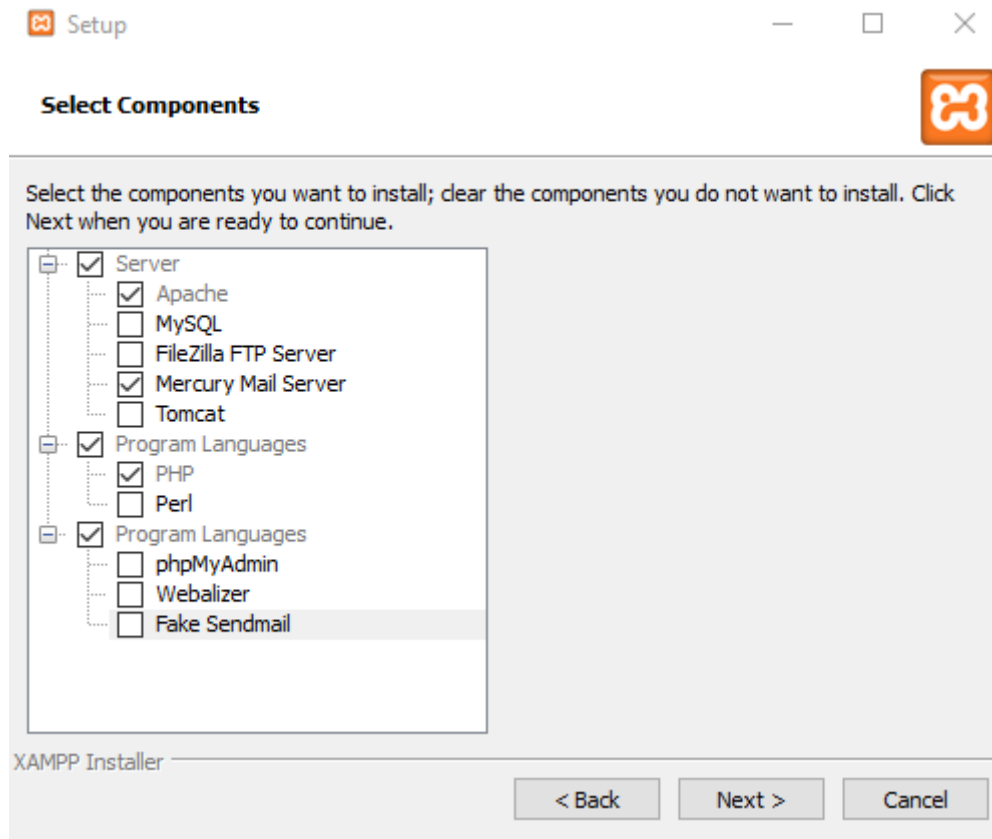 Setup
Select Components
Select the components you want to install; clear the components you do not want to install. Click
Next when you are ready to continue.
Server
Apache
MySQL
FileZilla FTP Server
Mercury Mail Server
Tomcat
Program Languages
PHP
Perl
Program Languages
phpMyAdmin
Webalizer
Fake Sendmail
XAMPP Installer
< Back Next > Cancel